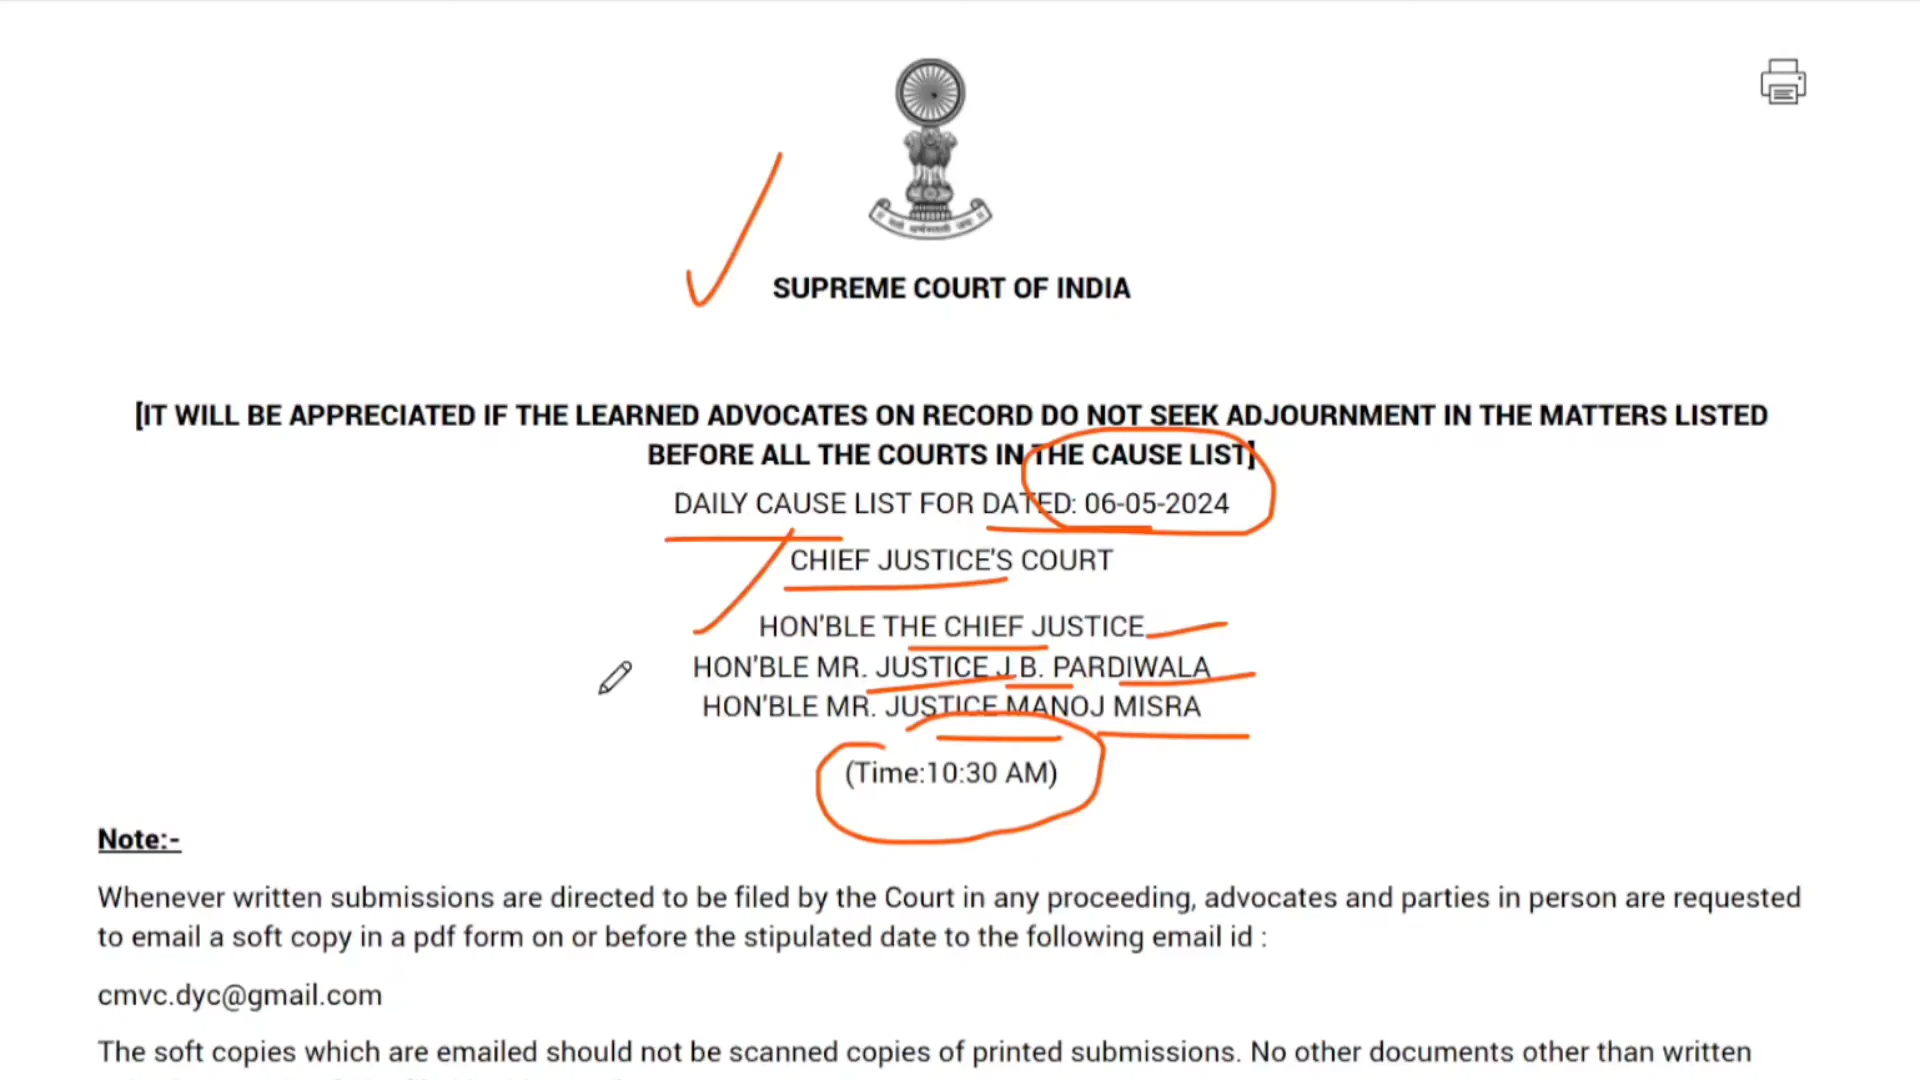 SUPREME COURT OF INDIA
[IT WILL BE APPRECIATED IF THE LEARNED ADVOCATES ON RECORD DO NOT SEEK ADJOURNMENT IN THE MATTERS LISTED
BEFORE ALL THE COURTS IN THE CAUSE LIST]
DAILY CAUSE LIST FOR DATED: 06-05-2024
CHIEF JUSTICE'S COURT
HON'BLE THE CHIEF JUSTICE
HON'BLE MR. JUSTICE J.B. PARDIWALA
HON'BLE MR. JUSTICE MANOJ MISRA
(Time:10:30 AM)
Note:-
Whenever written submissions are directed to be filed by the Court in any proceeding, advocates and parties in person are requested
to email a soft copy in a pdf form on or before the stipulated date to the following email id :
cmvc.dyc@gmail.com
The soft copies which are emailed should not be scanned copies of printed submissions. No other documents other than written